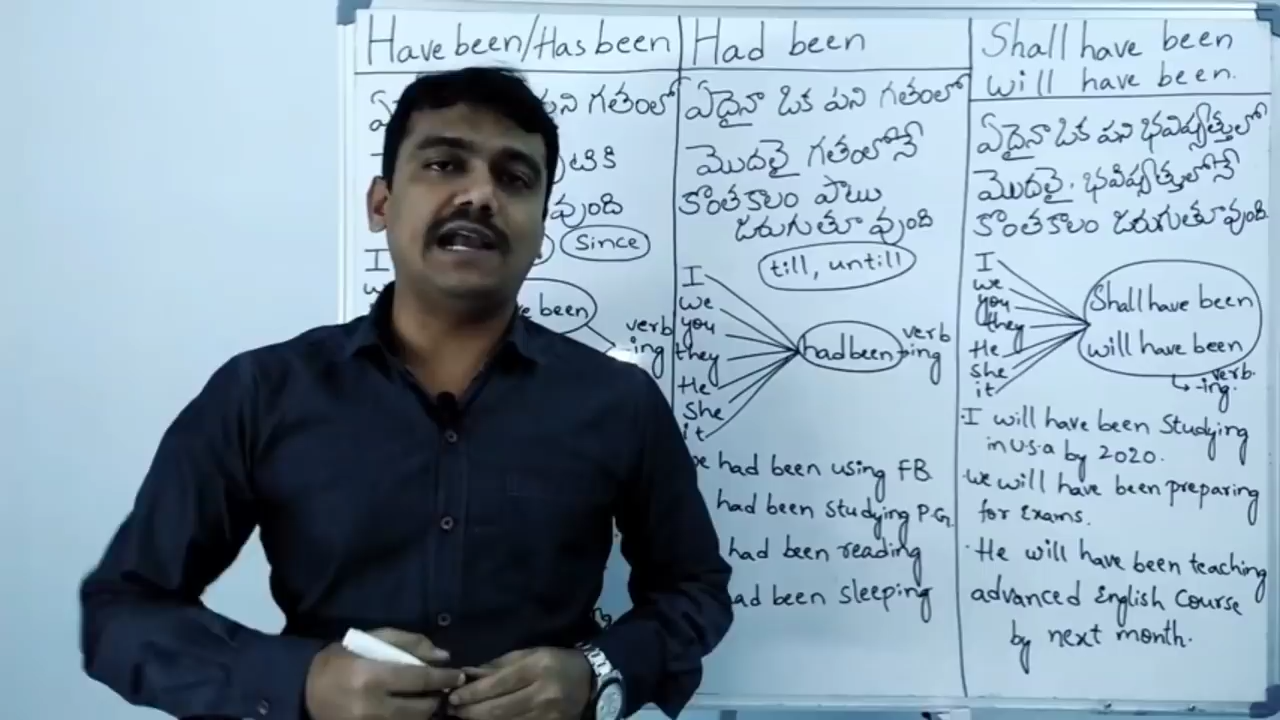 Have been/Has been
పని గతంలో
వుంది
Since
I
been
verb
-ing
Had been
ఏదైనా ఒక పని గతంలో
మొదలై గతంలోనే
కొంతకాలం పాటు
జరుగుతూ వుంది
till, untill
I
we
you
they
He
She
it
had been
verb
ing
had been using FB
had been studying P.G
had been reading
had been sleeping
Shall have been
will have been.
ఏదైనా ఒక పని భవిష్యత్తులో
మొదలై, భవిష్యత్తులోనే
కొంతకాలం జరుగుతూ వుంది.
I
we
you
they
He
she
it
Shall have been
will have been
verb.
-ing.
·I will have been Studying
in U.S.a by 2020.
·we will have been preparing
for Exams.
·He will have been teaching
advanced English Course
by next month.